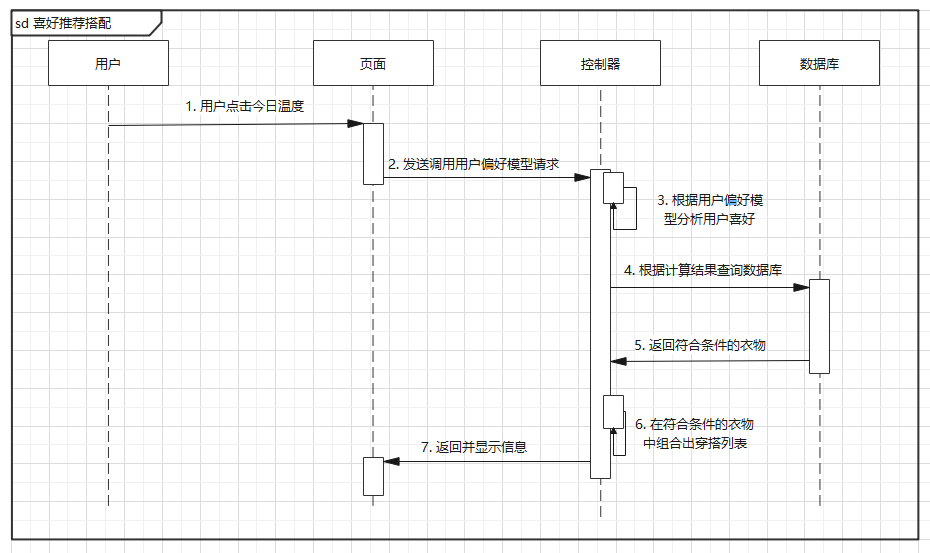 sd 喜好推荐搭配
用户
页面
控制器
数据库
1. 用户点击今日温度
2. 发送调用用户偏好模型请求
3. 根据用户偏好模
型分析用户喜好
4. 根据计算结果查询数据库
5. 返回符合条件的衣物
6. 在符合条件的衣物
中组合出穿搭列表
7. 返回并显示信息